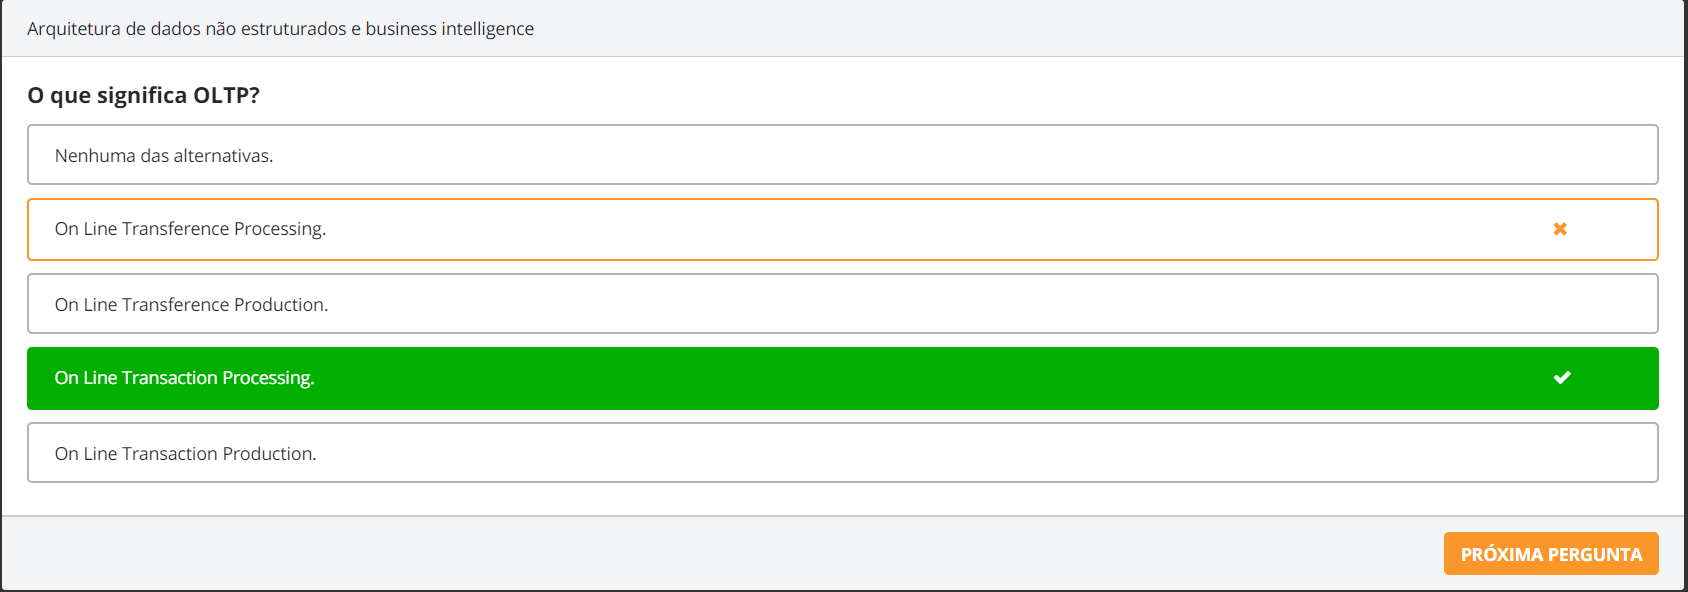 Arquitetura de dados não estruturados e business intelligence
O que significa OLTP?
Nenhuma das alternativas.
On Line Transference Processing.
On Line Transference Production.
On Line Transaction Processing.
On Line Transaction Production.
PRÓXIMA PERGUNTA